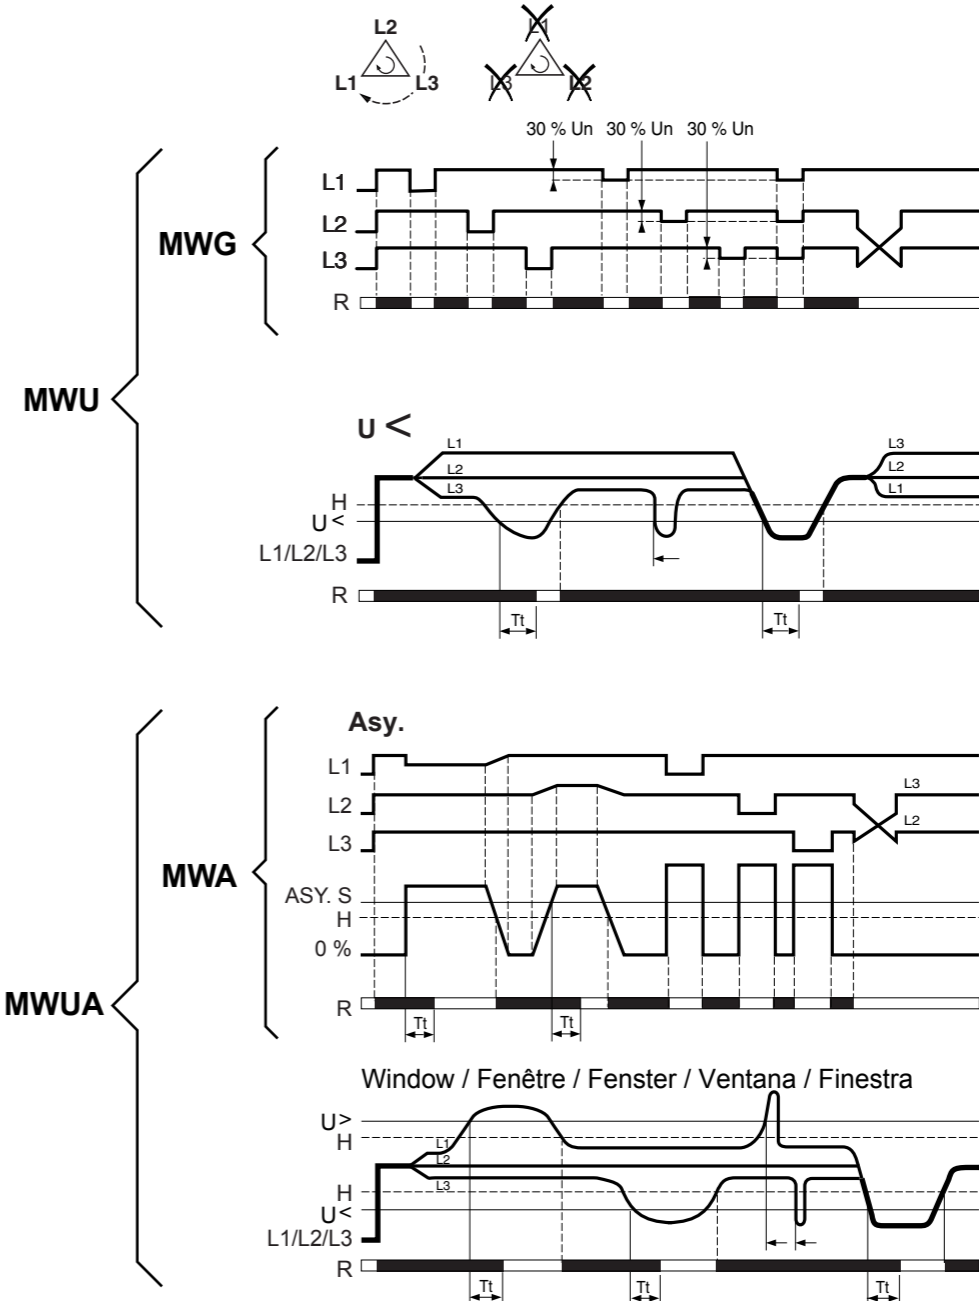 L2
L1 L3
L1
L3 L2
30 % Un 30 % Un 30 % Un
L1
L2
MWG
L3
R
MWU
U <
L1
L2
L3
L3
L2
L1
H
U <
L1/L2/L3
R
Tt Tt
Asy.
L1
L2
L3
L3
L2
MWA
ASY. S
H
0 %
R
Tt Tt
MWUA
Window / Fenêtre / Fenster / Ventana / Finestra
U>
H
L1
L2
L3
H
U<
L1/L2/L3
R
Tt Tt Tt